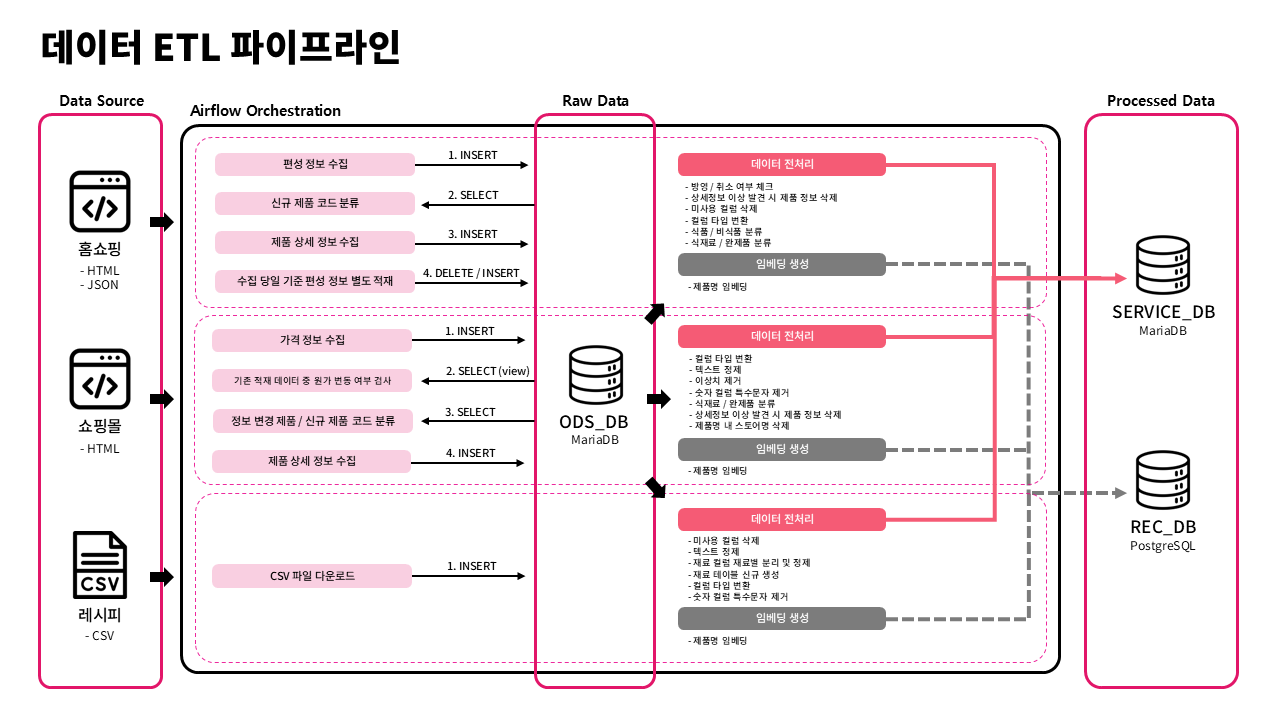 데이터 ETL 파이프라인
Data Source
Airflow Orchestration
Raw Data
Processed Data
홈쇼핑
- HTML
- JSON
쇼핑몰
- HTML
레시피
- CSV
편성 정보 수집
1. INSERT
신규 제품 코드 분류
2. SELECT
제품 상세 정보 수집
3. INSERT
수집 당일 기준 편성 정보 별도 적재
4. DELETE / INSERT
가격 정보 수집
1. INSERT
기존 적재 데이터 중 원가 변동 여부 검사
2. SELECT (view)
정보 변경 제품 / 신규 제품 코드 분류
3. SELECT
제품 상세 정보 수집
4. INSERT
CSV 파일 다운로드
1. INSERT
ODS_DB
MariaDB
데이터 전처리
- 방영 / 취소 여부 체크
- 상세정보 이상 발견 시 제품 정보 삭제
- 미사용 컬럼 삭제
- 컬럼 타입 변환
- 식품 / 비식품 분류
- 식재료 / 완제품 분류
임베딩 생성
- 제품명 임베딩
데이터 전처리
- 컬럼 타입 변환
- 텍스트 정제
- 이상치 제거
- 숫자 컬럼 특수문자 제거
- 식재료 / 완제품 분류
- 상세정보 이상 발견 시 제품 정보 삭제
- 제품명 내 스토어명 삭제
임베딩 생성
- 제품명 임베딩
데이터 전처리
- 미사용 컬럼 삭제
- 텍스트 정제
- 재료 컬럼 재료별 분리 및 정제
- 재료 테이블 신규 생성
- 컬럼 타입 변환
- 숫자 컬럼 특수문자 제거
임베딩 생성
- 제품명 임베딩
SERVICE_DB
MariaDB
REC_DB
PostgreSQL